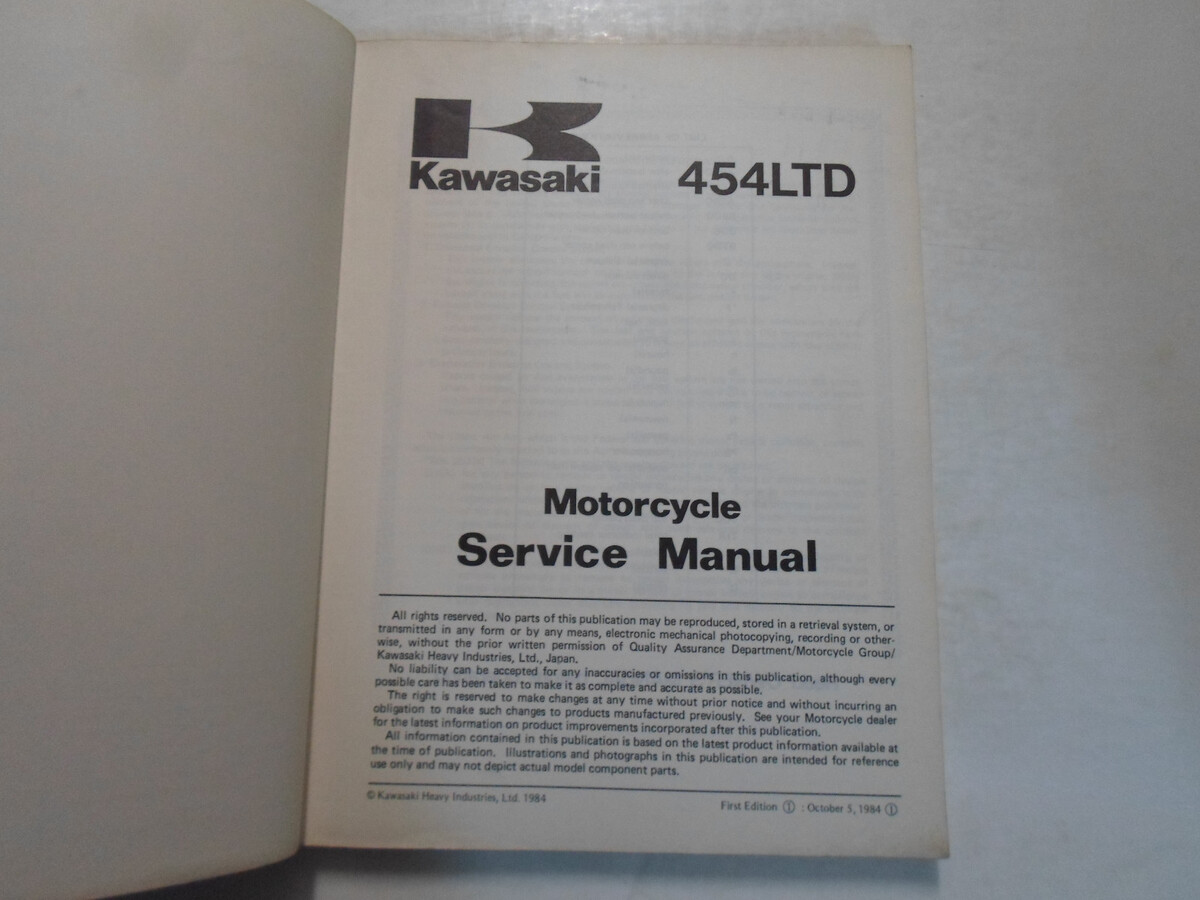 Kawasaki 454LTD
Motorcycle
Service Manual
All rights reserved. No parts of this publication may be reproduced, stored in a retrieval system, or
transmitted in any form or by any means, electronic mechanical photocopying, recording or other-
wise, without the prior written permission of Quality Assurance Department/Motorcycle Group/
Kawasaki Heavy Industries, Ltd., Japan.
No liability can be accepted for any inaccuracies or omissions in this publication, although every
possible care has been taken to make it as complete and accurate as possible.
The right is reserved to make changes at any time without prior notice and without incurring an
obligation to make such changes to products manufactured previously. See your Motorcycle dealer
for the latest information on product improvements incorporated after this publication.
All information contained in this publication is based on the latest product information available at
the time of publication. Illustrations and photographs in this publication are intended for reference
use only and may not depict actual model component parts.
© Kawasaki Heavy Industries, Ltd. 1984
First Edition ① : October 5, 1984 ①